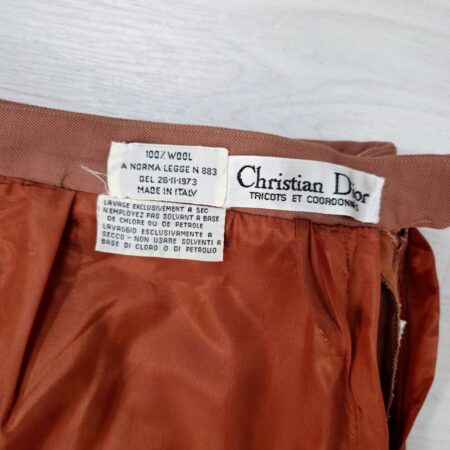 100% WOOL
A NORMA LEGGE N 883
GEL 26-11-1973
MADE IN ITALY
Christian Dior
TRICOTS ET COORDONNÉS
LAVAGE EXCLUSIVEMENT A SEC
N'EMPLOYEZ PAS SOLVANT A BASE
DE CHLORE OU DE PETROLE
LAVAGGIO ESCLUSIVAMENTE A
SECCO - NON USARE SOLVENTI A
BASE DI CLORO O DI PETROLIO